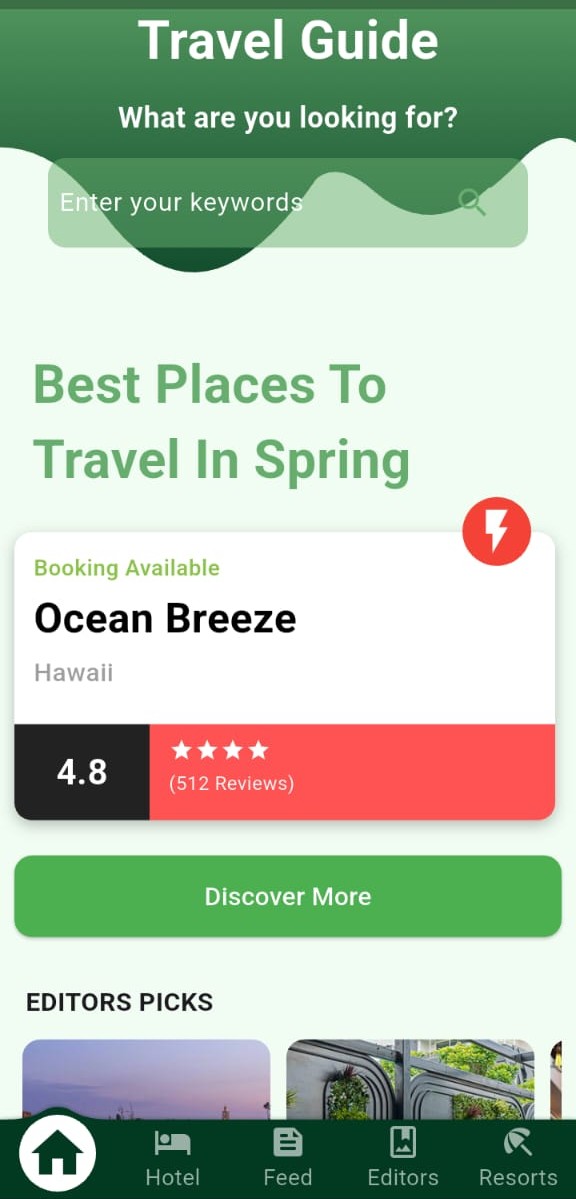 Travel Guide
What are you looking for?
Enter your keywords
Best Places To
Travel In Spring
Booking Available
Ocean Breeze
Hawaii
4.8
(512 Reviews)
Discover More
EDITORS PICKS
Hotel
Feed
Editors
Resorts